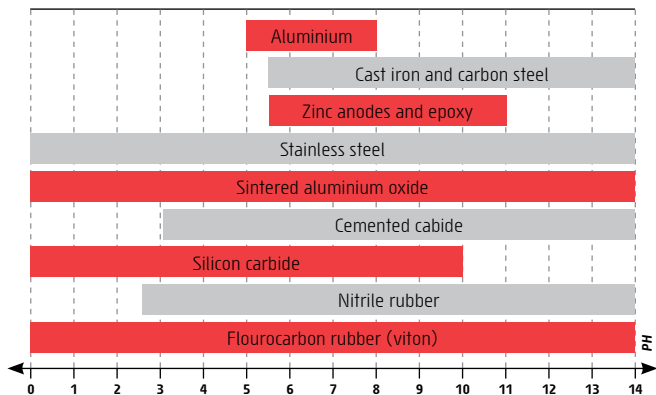 Aluminium
Cast iron and carbon steel
Zinc anodes and epoxy
Stainless steel
Sintered aluminium oxide
Cemented cabide
Silicon carbide
Nitrile rubber
Flourocarbon rubber (viton)
PH
0 1 2 3 4 5 6 7 8 9 10 11 12 13 14